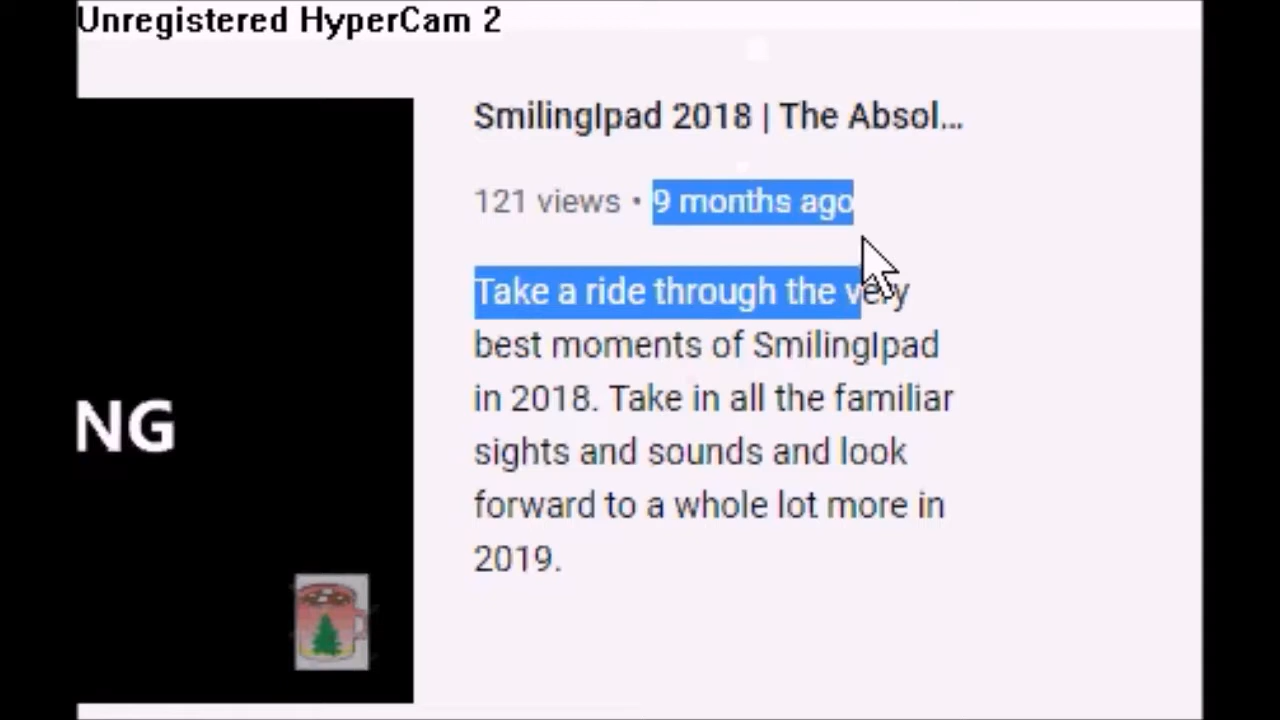 Unregistered HyperCam 2
SmilingIpad 2018 | The Absol...
121 views • 9 months ago
Take a ride through the very
best moments of SmilingIpad
in 2018. Take in all the familiar
sights and sounds and look
forward to a whole lot more in
2019.
NG